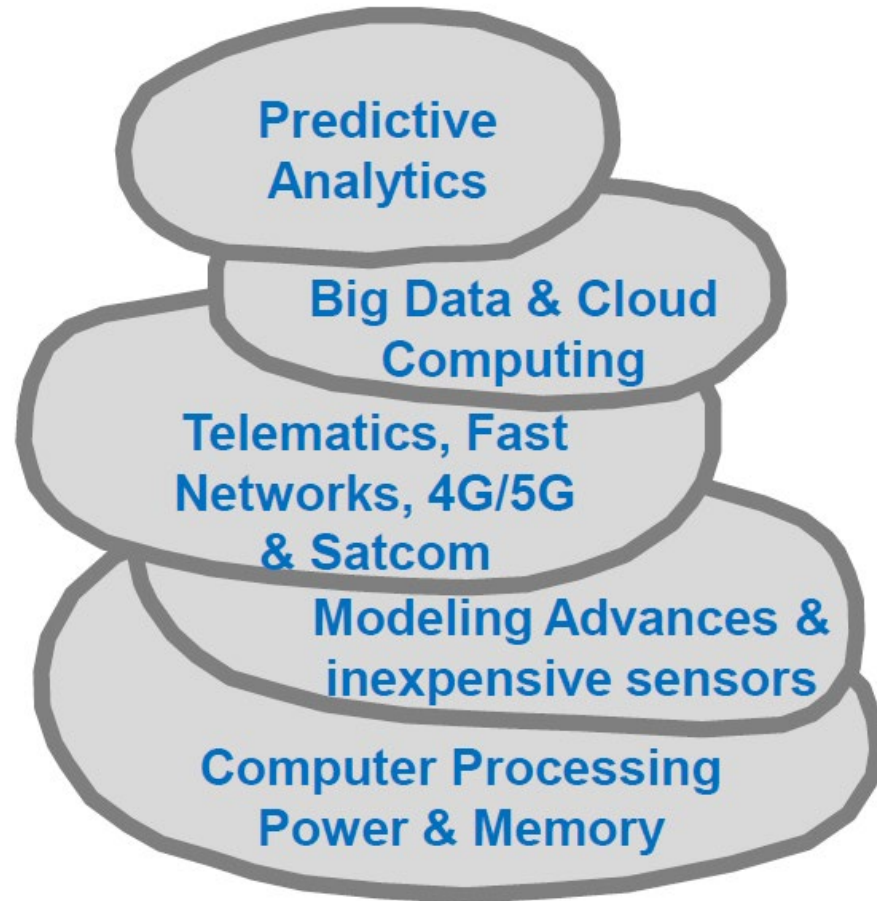 Predictive
Analytics
Big Data & Cloud
Computing
Telematics, Fast
Networks, 4G/5G
& Satcom
Modeling Advances &
inexpensive sensors
Computer Processing
Power & Memory